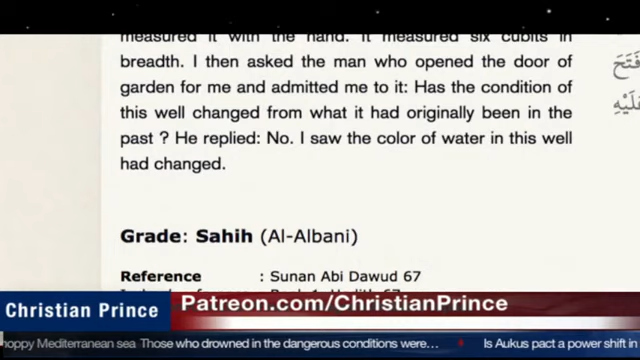 measured it with the hand. It measured six cubits in
breadth. I then asked the man who opened the door of
garden for me and admitted me to it: Has the condition of
this well changed from what it had originally been in the
past ? He replied: No. I saw the color of water in this well
had changed.
فَتَحَ
عَلَيْهِ
Grade: Sahih (Al-Albani)
Reference : Sunan Abi Dawud 67
Christian Prince
Patreon.com/ChristianPrince
hoppy Mediterranean sea Those who drowned in the dangerous conditions were… Is Aukus pact a power shift in